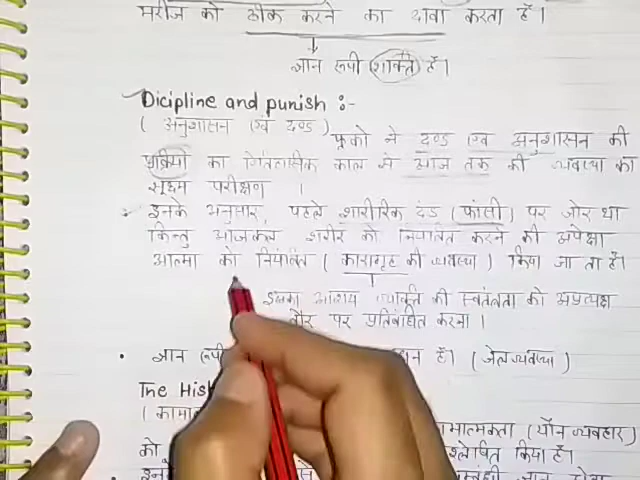 मरीज को ठीक करने का दावा करता है।
ज्ञान रूपी शक्ति है।
Dicipline and punish :-
( अनुशासन एवं दण्ड )
फूको ने दण्ड एवं अनुशासन की
प्रक्रियो का ऐतिहासिक काल से आज तक की व्यवस्था का
सूक्ष्म परीक्षण ।
इनके अनुसार, पहले शारीरिक दंड (फांसी) पर जोर था
किन्तु आजकल शरीर को नियंत्रित करने की अपेक्षा
आत्मा को नियंत्रित ( कारागृह की व्यवस्था ) किया जाता है।
इसका आशय व्यक्ति की स्वतंत्रता को अप्रत्यक्ष
तौर पर प्रतिबंधित करना ।
• ज्ञान रूपी है। (जेल व्यवस्था)
The His
( कामा
(यौन व्यवहार)
को किया है।